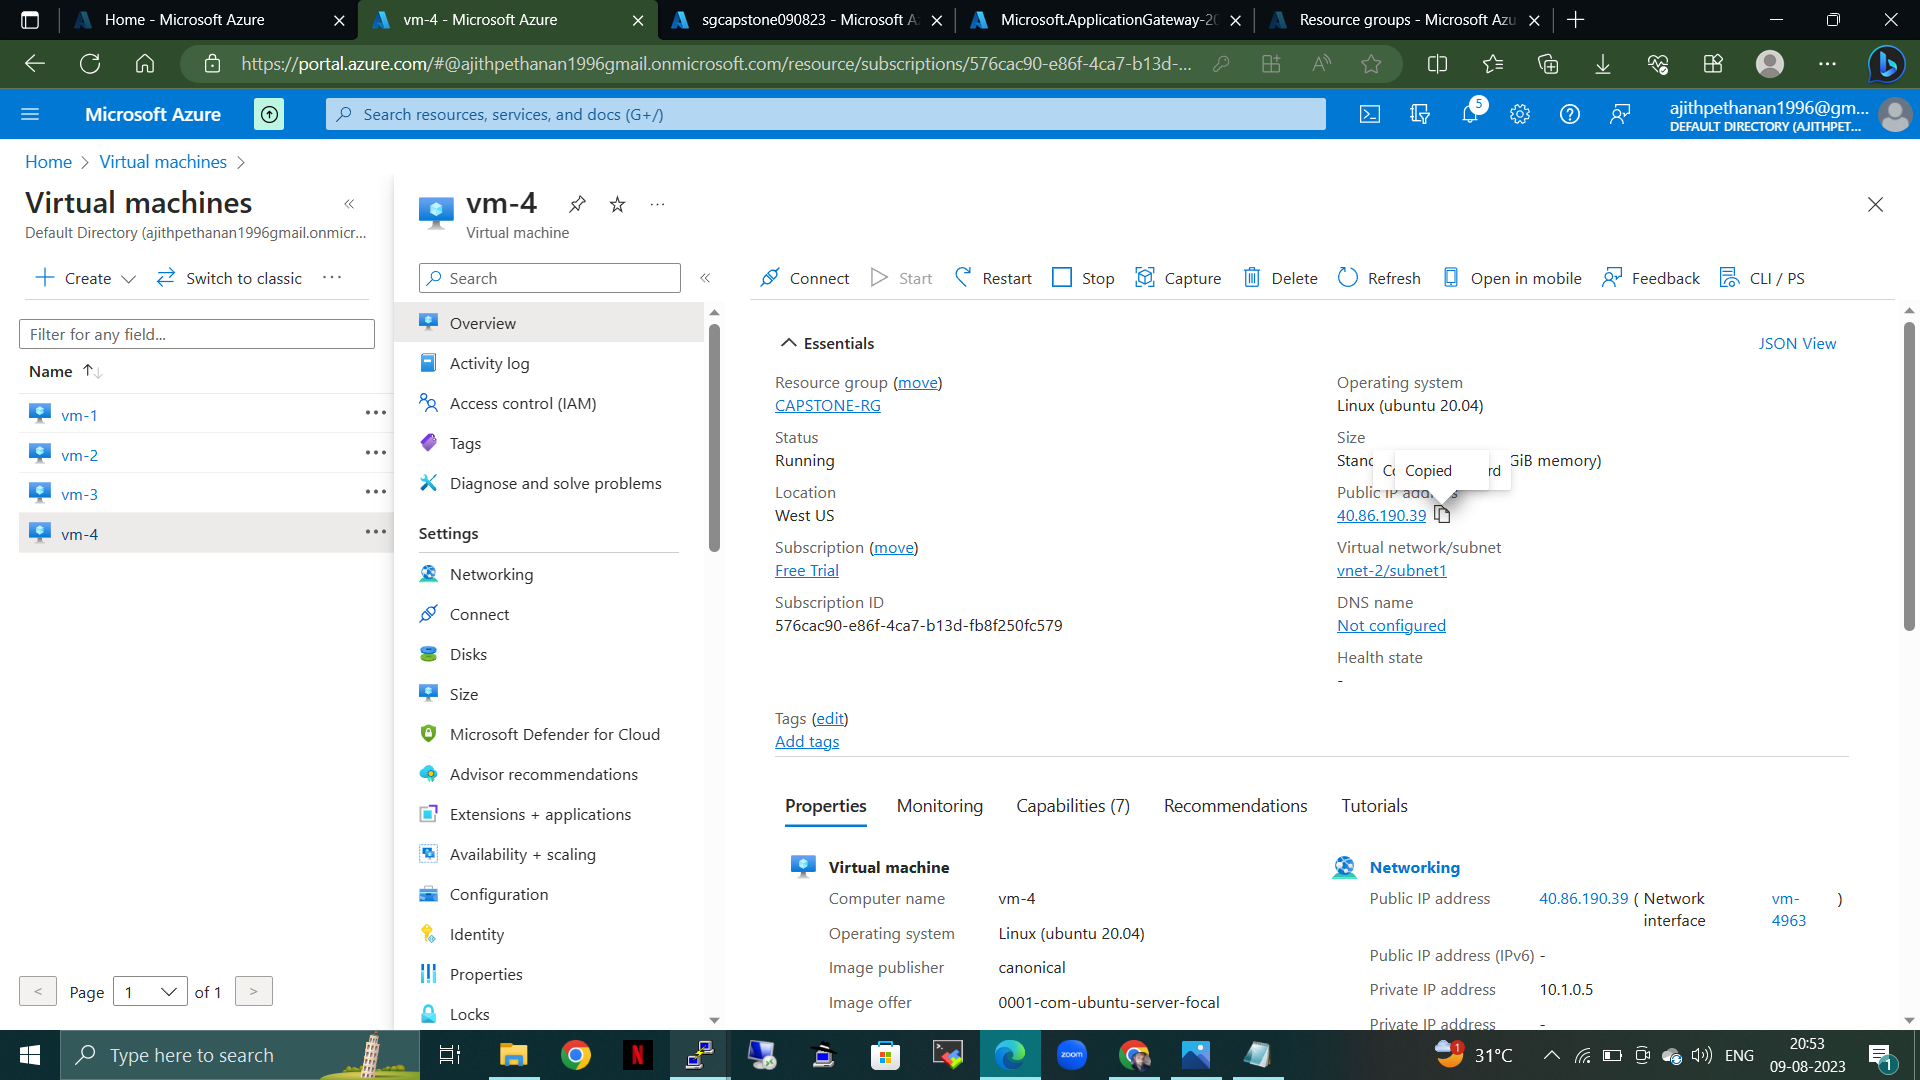 Home - Microsoft Azure
vm-4 - Microsoft Azure
sgcapstone090823 - Microsoft A
Microsoft.ApplicationGateway-20
Resource groups - Microsoft Azu
https://portal.azure.com/#@ajithpethanan1996gmail.onmicrosoft.com/resource/subscriptions/576cac90-e86f-4ca7-b13d-...
Microsoft Azure
Search resources, services, and docs (G+/)
5
ajithpethanan1996@gm...
DEFAULT DIRECTORY (AJITHPET...
Home > Virtual machines >
Virtual machines
Default Directory (ajithpethanan1996gmail.onmicr...
Create
Switch to classic
Filter for any field...
Name
vm-1
vm-2
vm-3
vm-4
< Page 1 of 1 >
vm-4
Virtual machine
Search
Overview
Activity log
Access control (IAM)
Tags
Diagnose and solve problems
Settings
Networking
Connect
Disks
Size
Microsoft Defender for Cloud
Advisor recommendations
Extensions + applications
Availability + scaling
Configuration
Identity
Properties
Locks
Connect Start Restart Stop Capture Delete Refresh Open in mobile Feedback CLI / PS
Essentials
JSON View
Resource group (move)
CAPSTONE-RG
Status
Running
Location
West US
Subscription (move)
Free Trial
Subscription ID
576cac90-e86f-4ca7-b13d-fb8f250fc579
Operating system
Linux (ubuntu 20.04)
Size
GiB memory)
Copied
Public IP address
40.86.190.39
Virtual network/subnet
vnet-2/subnet1
DNS name
Not configured
Health state
-
Tags (edit)
Add tags
Properties Monitoring Capabilities (7) Recommendations Tutorials
Virtual machine
Computer name vm-4
Operating system Linux (ubuntu 20.04)
Image publisher canonical
Image offer 0001-com-ubuntu-server-focal
Networking
Public IP address 40.86.190.39 ( Network interface vm-4963 )
Public IP address (IPv6) -
Private IP address 10.1.0.5
Private IP address -
Type here to search
zoom
1
31°C
ENG
20:53
09-08-2023
1